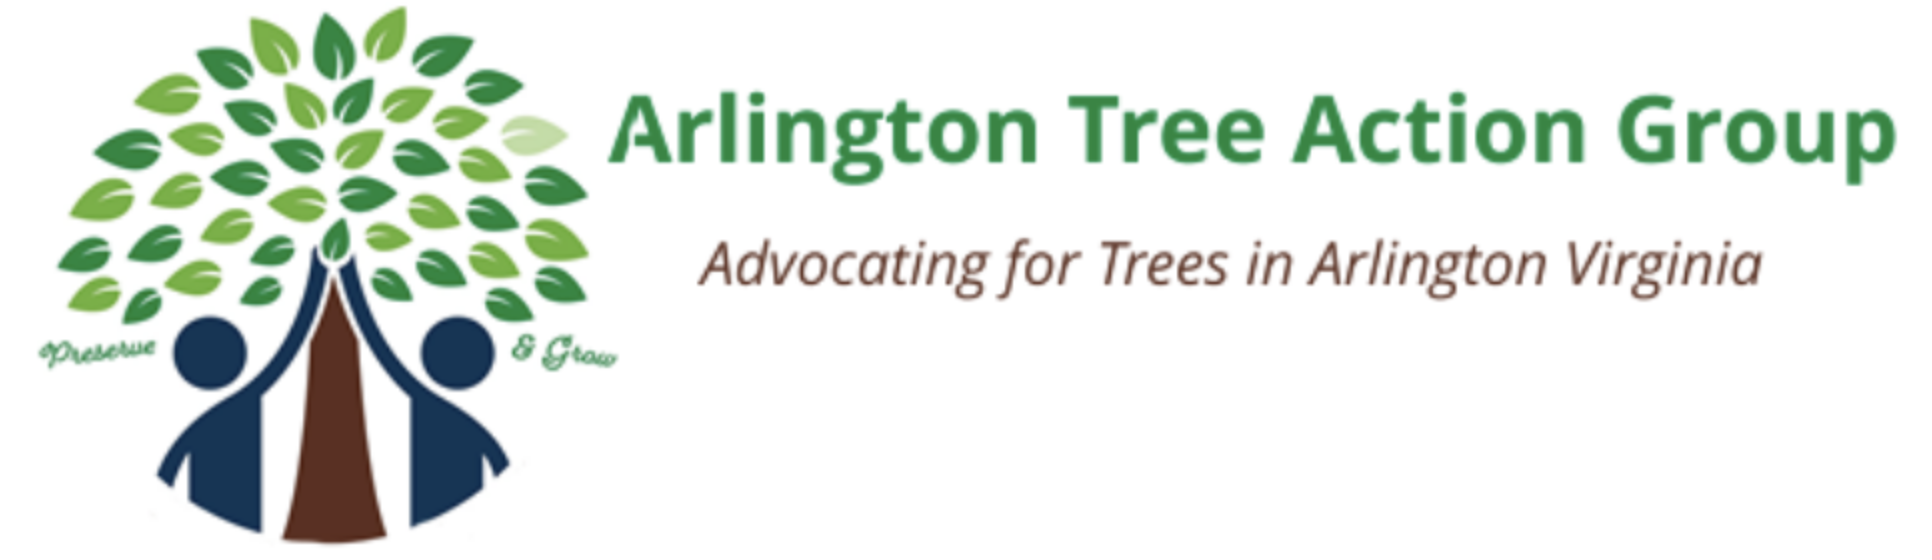 Arlington Tree Action Group
Advocating for Trees in Arlington Virginia
Preserve & Grow